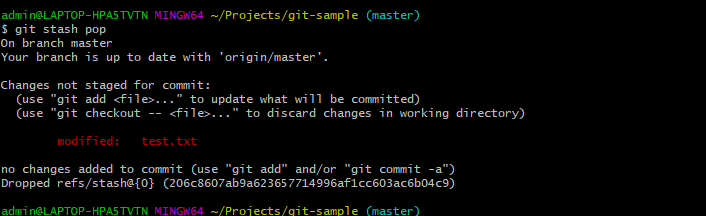 admin@LAPTOP-HPA5TVTN MINGW64 ~/Projects/git-sample (master)
$ git stash pop
On branch master
Your branch is up to date with 'origin/master'.

Changes not staged for commit:
  (use "git add <file>..." to update what will be committed)
  (use "git checkout -- <file>..." to discard changes in working directory)

        modified:   test.txt

no changes added to commit (use "git add" and/or "git commit -a")
Dropped refs/stash@{0} (206c8607ab9a623657714996af1cc603ac6b04c9)

admin@LAPTOP-HPA5TVTN MINGW64 ~/Projects/git-sample (master)